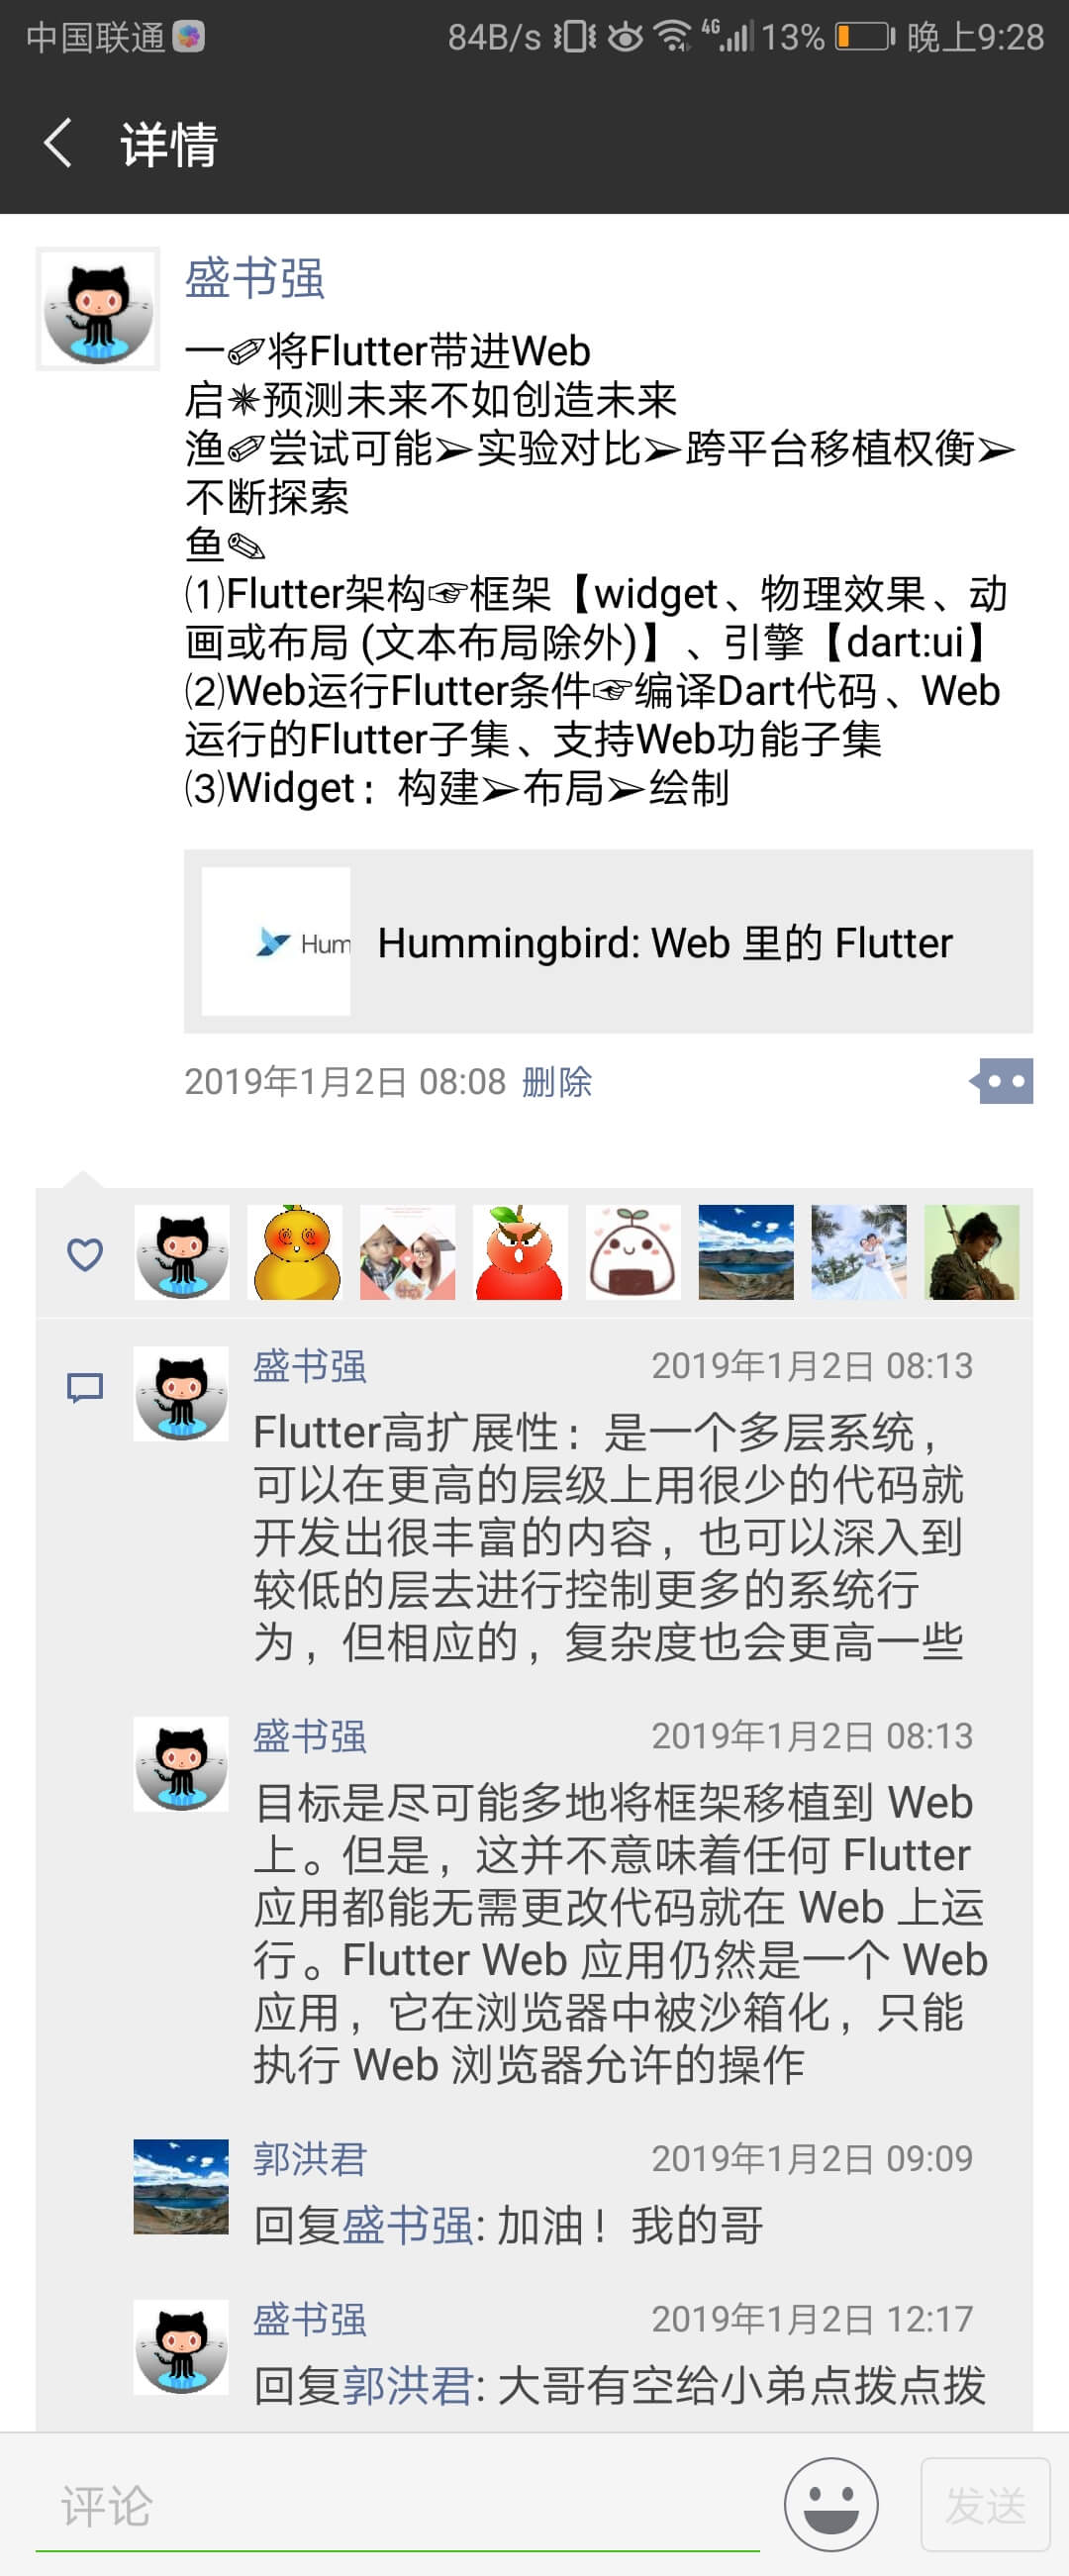 中国联通 84B/s 4G 13% 晚上9:28
详情
盛书强
一✐将Flutter带进Web
启✵预测未来不如创造未来
渔✐尝试可能➢实验对比➢跨平台移植权衡➢
不断探索
鱼✎
⑴Flutter架构☞框架【widget、物理效果、动
画或布局 (文本布局除外)】、引擎【dart:ui】
⑵Web运行Flutter条件☞编译Dart代码、Web
运行的Flutter子集、支持Web功能子集
⑶Widget：构建➢布局➢绘制
Hum
Hummingbird: Web 里的 Flutter
2019年1月2日 08:08 删除
盛书强 2019年1月2日 08:13
Flutter高扩展性：是一个多层系统，
可以在更高的层级上用很少的代码就
开发出很丰富的内容，也可以深入到
较低的层去进行控制更多的系统行
为，但相应的，复杂度也会更高一些
盛书强 2019年1月2日 08:13
目标是尽可能多地将框架移植到 Web
上。但是，这并不意味着任何 Flutter
应用都能无需更改代码就在 Web 上运
行。Flutter Web 应用仍然是一个 Web
应用，它在浏览器中被沙箱化，只能
执行 Web 浏览器允许的操作
郭洪君 2019年1月2日 09:09
回复盛书强: 加油！我的哥
盛书强 2019年1月2日 12:17
回复郭洪君: 大哥有空给小弟点拨点拨
评论 发送